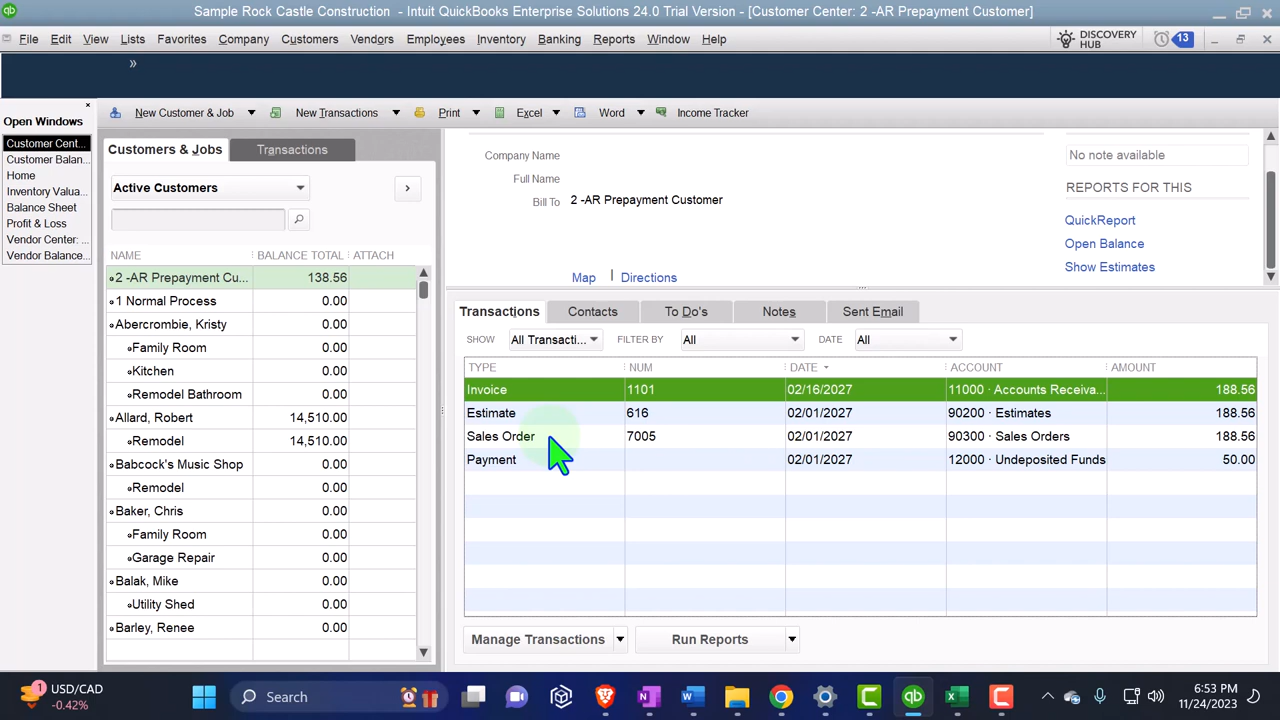 Sample Rock Castle Construction - Intuit QuickBooks Enterprise Solutions 24.0 Trial Version - [Customer Center: 2 -AR Prepayment Customer]
File Edit View Lists Favorites Company Customers Vendors Employees Inventory Banking Reports Window Help
DISCOVERY HUB 13
»
Open Windows
Customer Cent...
Customer Balan...
Home
Inventory Valua...
Balance Sheet
Profit & Loss
Vendor Center: ...
Vendor Balance...
New Customer & Job New Transactions Print Excel Word Income Tracker
Customers & Jobs Transactions
Active Customers
NAME BALANCE TOTAL ATTACH
2 -AR Prepayment Cu... 138.56
1 Normal Process 0.00
Abercrombie, Kristy 0.00
Family Room 0.00
Kitchen 0.00
Remodel Bathroom 0.00
Allard, Robert 14,510.00
Remodel 14,510.00
Babcock's Music Shop 0.00
Remodel 0.00
Baker, Chris 0.00
Family Room 0.00
Garage Repair 0.00
Balak, Mike 0.00
Utility Shed 0.00
Barley, Renee 0.00
Company Name
Full Name
Bill To 2 -AR Prepayment Customer
Map Directions
No note available
REPORTS FOR THIS
QuickReport
Open Balance
Show Estimates
Transactions Contacts To Do's Notes Sent Email
SHOW All Transacti... FILTER BY All DATE All
TYPE NUM DATE ACCOUNT AMOUNT
Invoice 1101 02/16/2027 11000 · Accounts Receiva... 188.56
Estimate 616 02/01/2027 90200 · Estimates 188.56
Sales Order 7005 02/01/2027 90300 · Sales Orders 188.56
Payment 02/01/2027 12000 · Undeposited Funds 50.00
Manage Transactions Run Reports
1 USD/CAD
-0.42%
Search
6:53 PM
11/24/2023